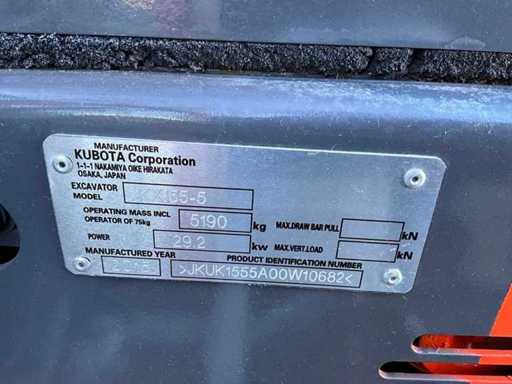 MANUFACTURER
KUBOTA Corporation
1-1-1 NAKAMIYA OIKE HIRAKATA
OSAKA, JAPAN
EXCAVATOR
MODEL
OPERATING MASS INCL
OPERATOR OF 75kg 5190 kg MAX.DRAW BAR PULL kN
POWER 29.2 kw MAX.VERT.LOAD kN
MANUFACTURED YEAR PRODUCT IDENTIFICATION NUMBER
>JKUK1555A00W10682<